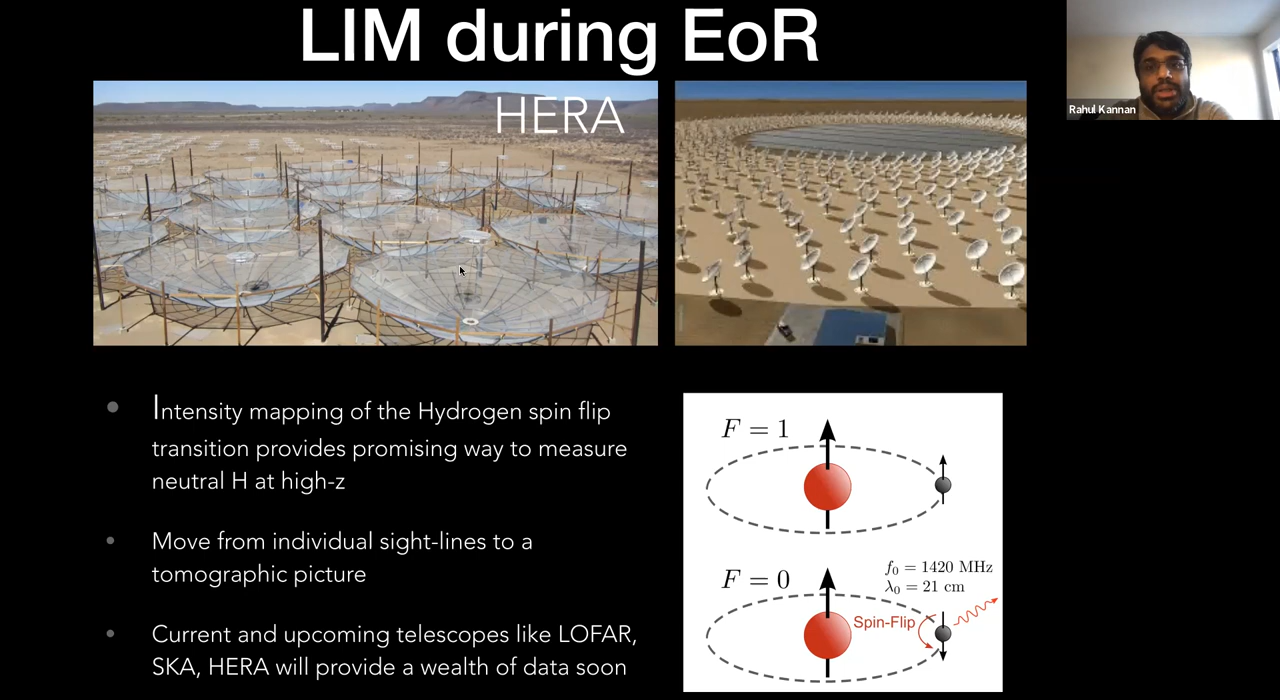 LIM during EoR
HERA
Rahul Kannan
Intensity mapping of the Hydrogen spin flip
transition provides promising way to measure
neutral H at high-z
Move from individual sight-lines to a
tomographic picture
Current and upcoming telescopes like LOFAR,
SKA, HERA will provide a wealth of data soon
F = 1
F = 0
f₀ = 1420 MHz
λ₀ = 21 cm
Spin-Flip